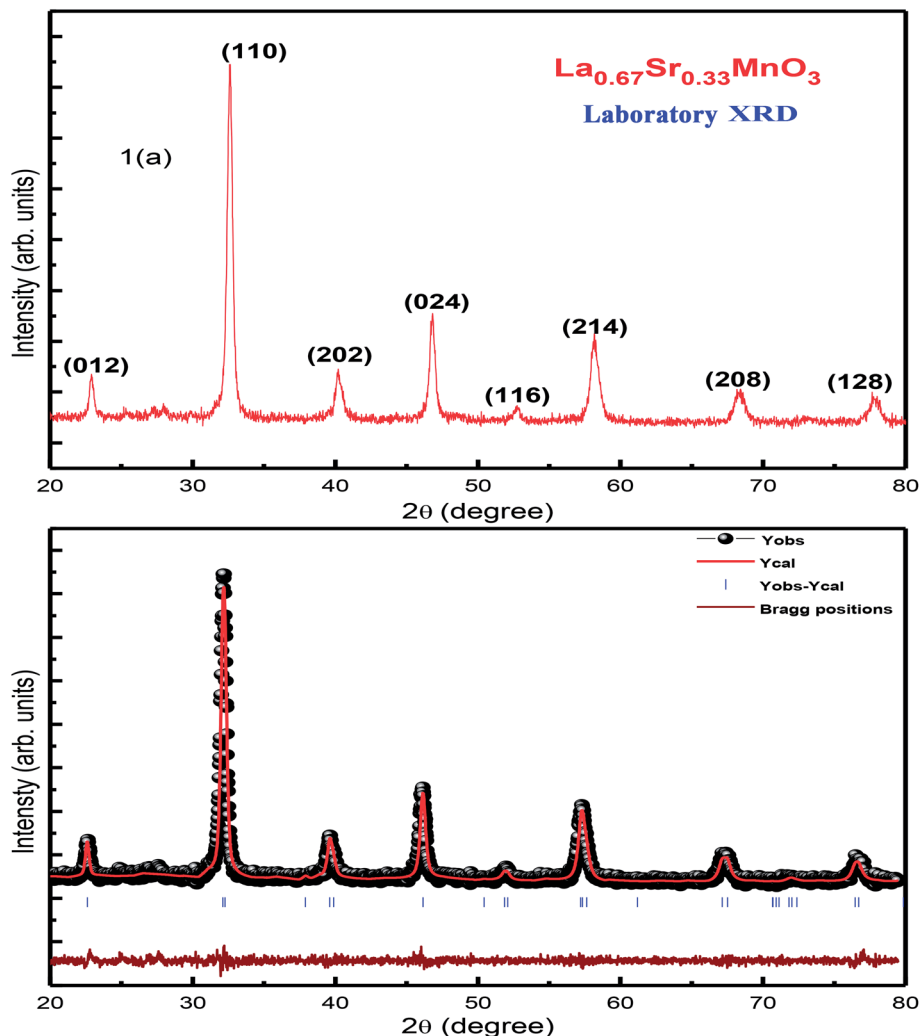 (110)
La0.67Sr0.33MnO3
Laboratory XRD
1(a)
(012)
(202)
(024)
(116)
(214)
(208)
(128)
Intensity (arb. units)
20 30 40 50 60 70 80
2θ (degree)
Yobs
Ycal
Yobs-Ycal
Bragg positions
Intensty (arb. units)
20 30 40 50 60 70 80
2θ (degree)